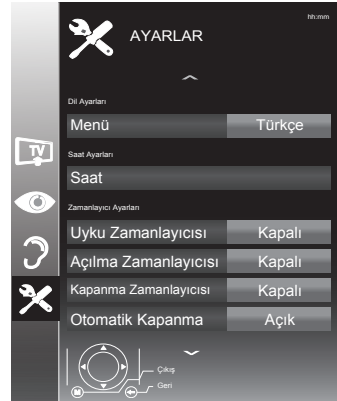 hh:mm
AYARLAR
Dil Ayarları
Menü Türkçe
Saat Ayarları
Saat
TV
Zamanlayıcı Ayarları
Uyku Zamanlayıcısı Kapalı
Açılma Zamanlayıcısı Kapalı
Kapanma Zamanlayıcısı Kapalı
Otomatik Kapanma Açık
Çıkış
M Geri